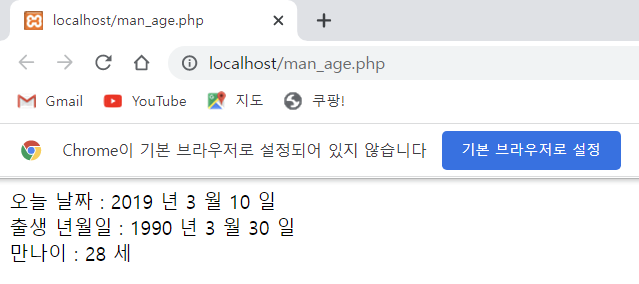 localhost/man_age.php
localhost/man_age.php
Gmail YouTube 지도 쿠팡!
Chrome이 기본 브라우저로 설정되어 있지 않습니다 기본 브라우저로 설정
오늘 날짜 : 2019 년 3 월 10 일
출생 년월일 : 1990 년 3 월 30 일
만나이 : 28 세